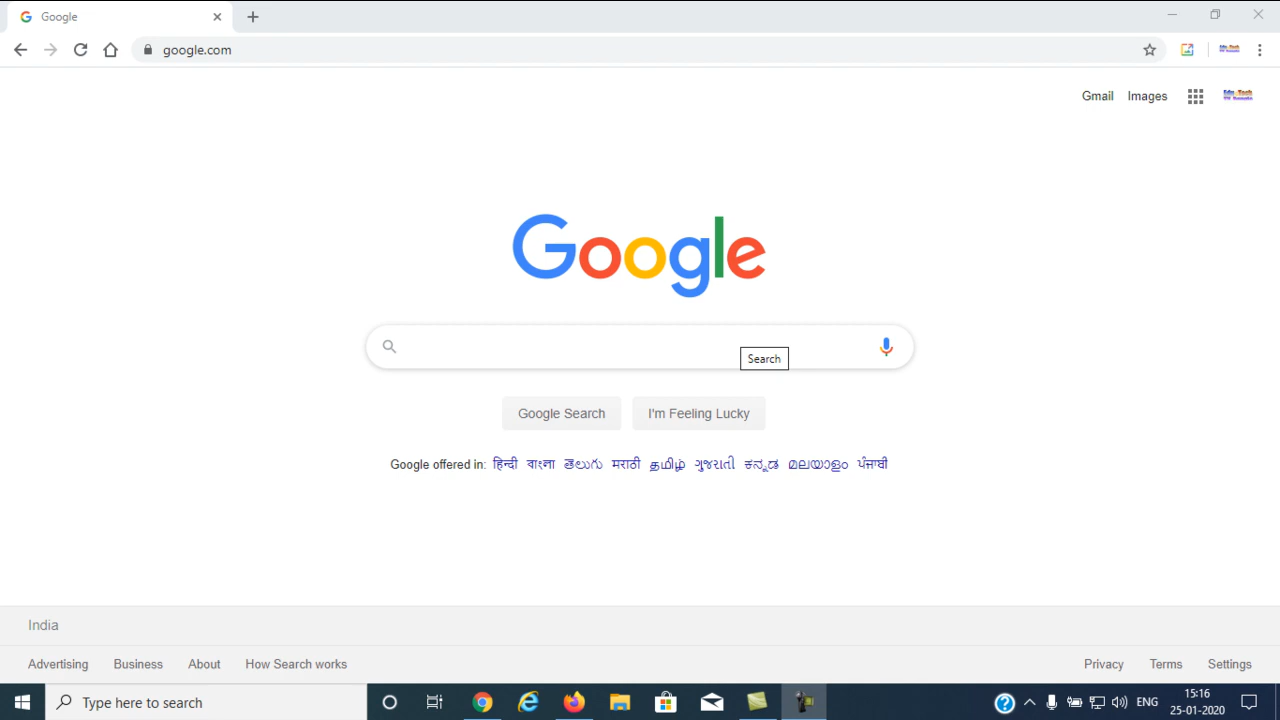 Google
google.com
Gmail Images
Google
Search
Google Search I'm Feeling Lucky
Google offered in: हिन्दी বাংলা తెలుగు मराठी தமிழ் ગુજરાતી ಕನ್ನಡ മലയാളം ਪੰਜਾਬੀ
India
Advertising Business About How Search works Privacy Terms Settings
Type here to search ENG 15:16
25-01-2020